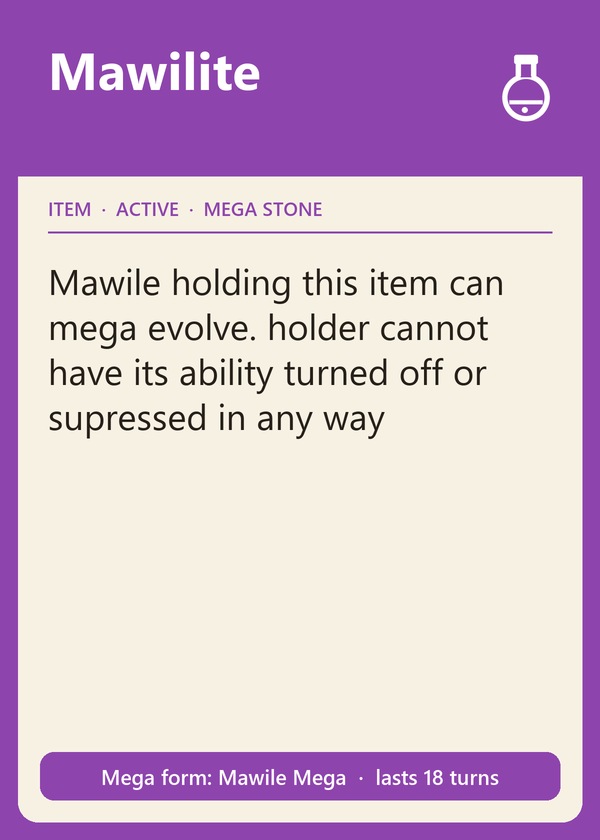 Mawilite
ITEM · ACTIVE · MEGA STONE
Mawile holding this item can
mega evolve. holder cannot
have its ability turned off or
supressed in any way
Mega form: Mawile Mega · lasts 18 turns